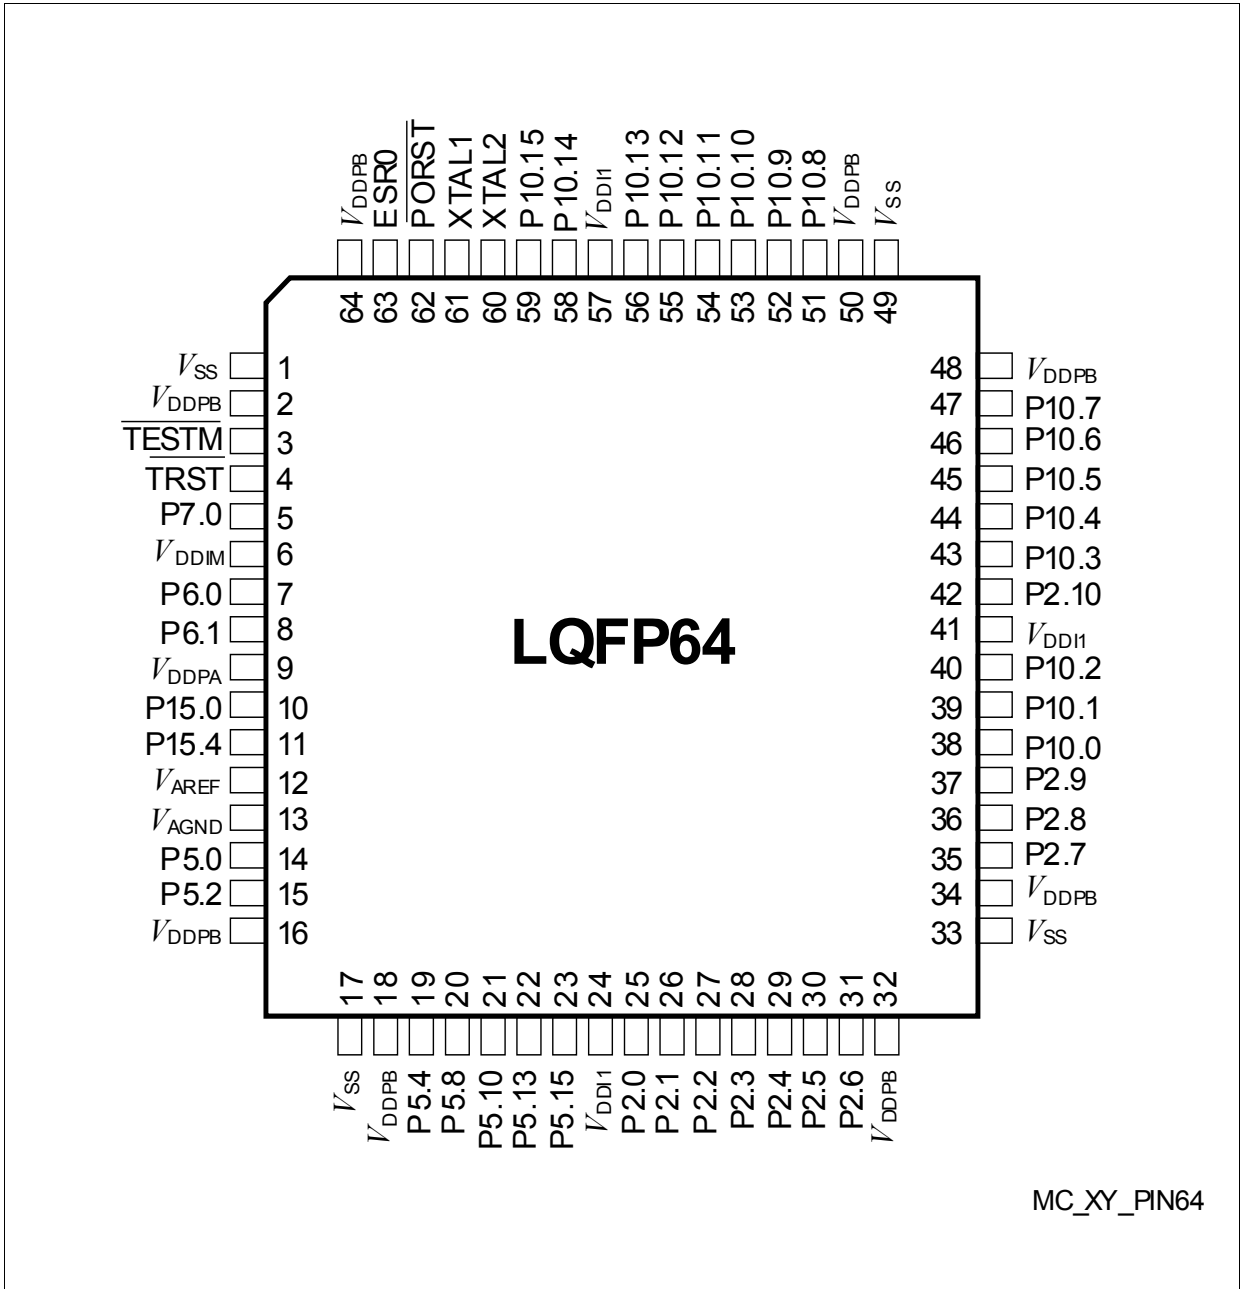 VDDPB
ESR0
PORST
XTAL1
XTAL2
P10.15
P10.14
VDDI1
P10.13
P10.12
P10.11
P10.10
P10.9
P10.8
VDDPB
VSS
64 63 62 61 60 59 58 57 56 55 54 53 52 51 50 49
VSS 1
VDDPB 2
TESTM 3
TRST 4
P7.0 5
VDDIM 6
P6.0 7
P6.1 8
VDDPA 9
P15.0 10
P15.4 11
VAREF 12
VAGND 13
P5.0 14
P5.2 15
VDDPB 16
LQFP64
48 VDDPB
47 P10.7
46 P10.6
45 P10.5
44 P10.4
43 P10.3
42 P2.10
41 VDDI1
40 P10.2
39 P10.1
38 P10.0
37 P2.9
36 P2.8
35 P2.7
34 VDDPB
33 VSS
17 18 19 20 21 22 23 24 25 26 27 28 29 30 31 32
VSS
VDDPB
P5.4
P5.8
P5.10
P5.13
P5.15
VDDI1
P2.0
P2.1
P2.2
P2.3
P2.4
P2.5
P2.6
VDDPB
MC_XY_PIN64